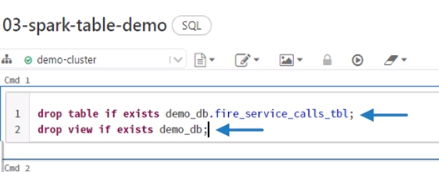 03-spark-table-demo SQL
demo-cluster
Cmd 1
1 drop table if exists demo_db.fire_service_calls_tbl;
2 drop view if exists demo_db;
Cmd 2